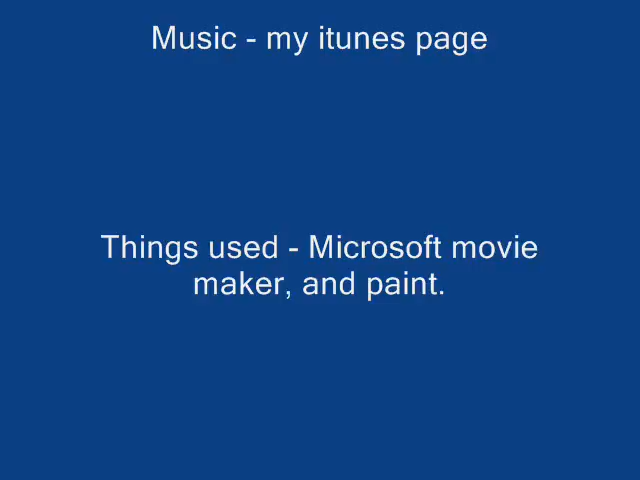 Music - my itunes page
Things used - Microsoft movie
maker, and paint.